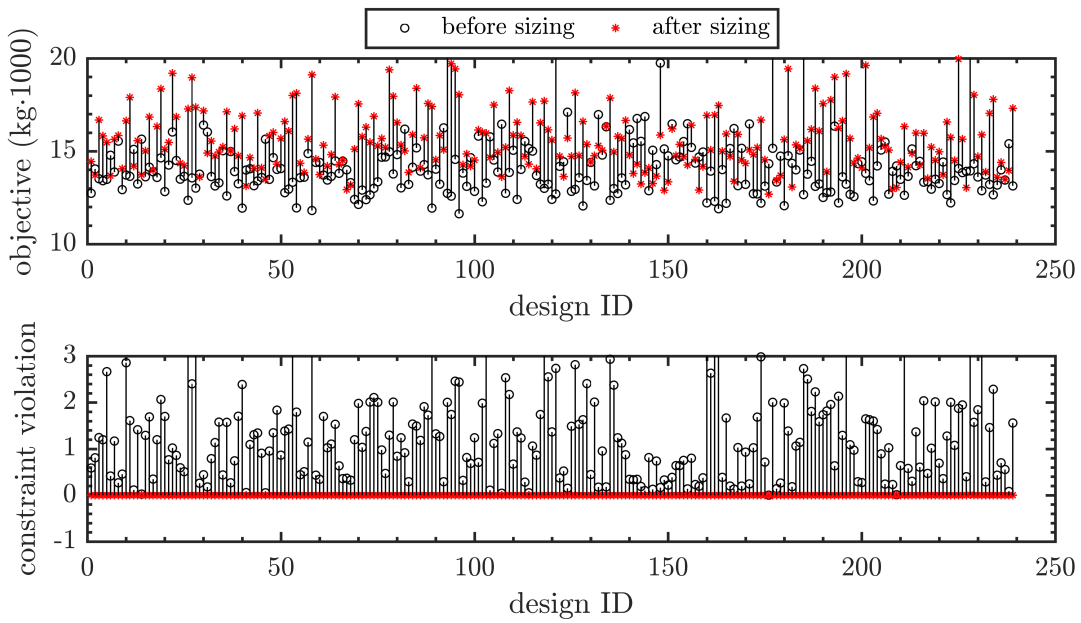 before sizing after sizing
objective (kg·1000)
20
15
10
0 50 100 150 200 250
design ID
constraint violation
3
2
1
0
-1
0 50 100 150 200 250
design ID